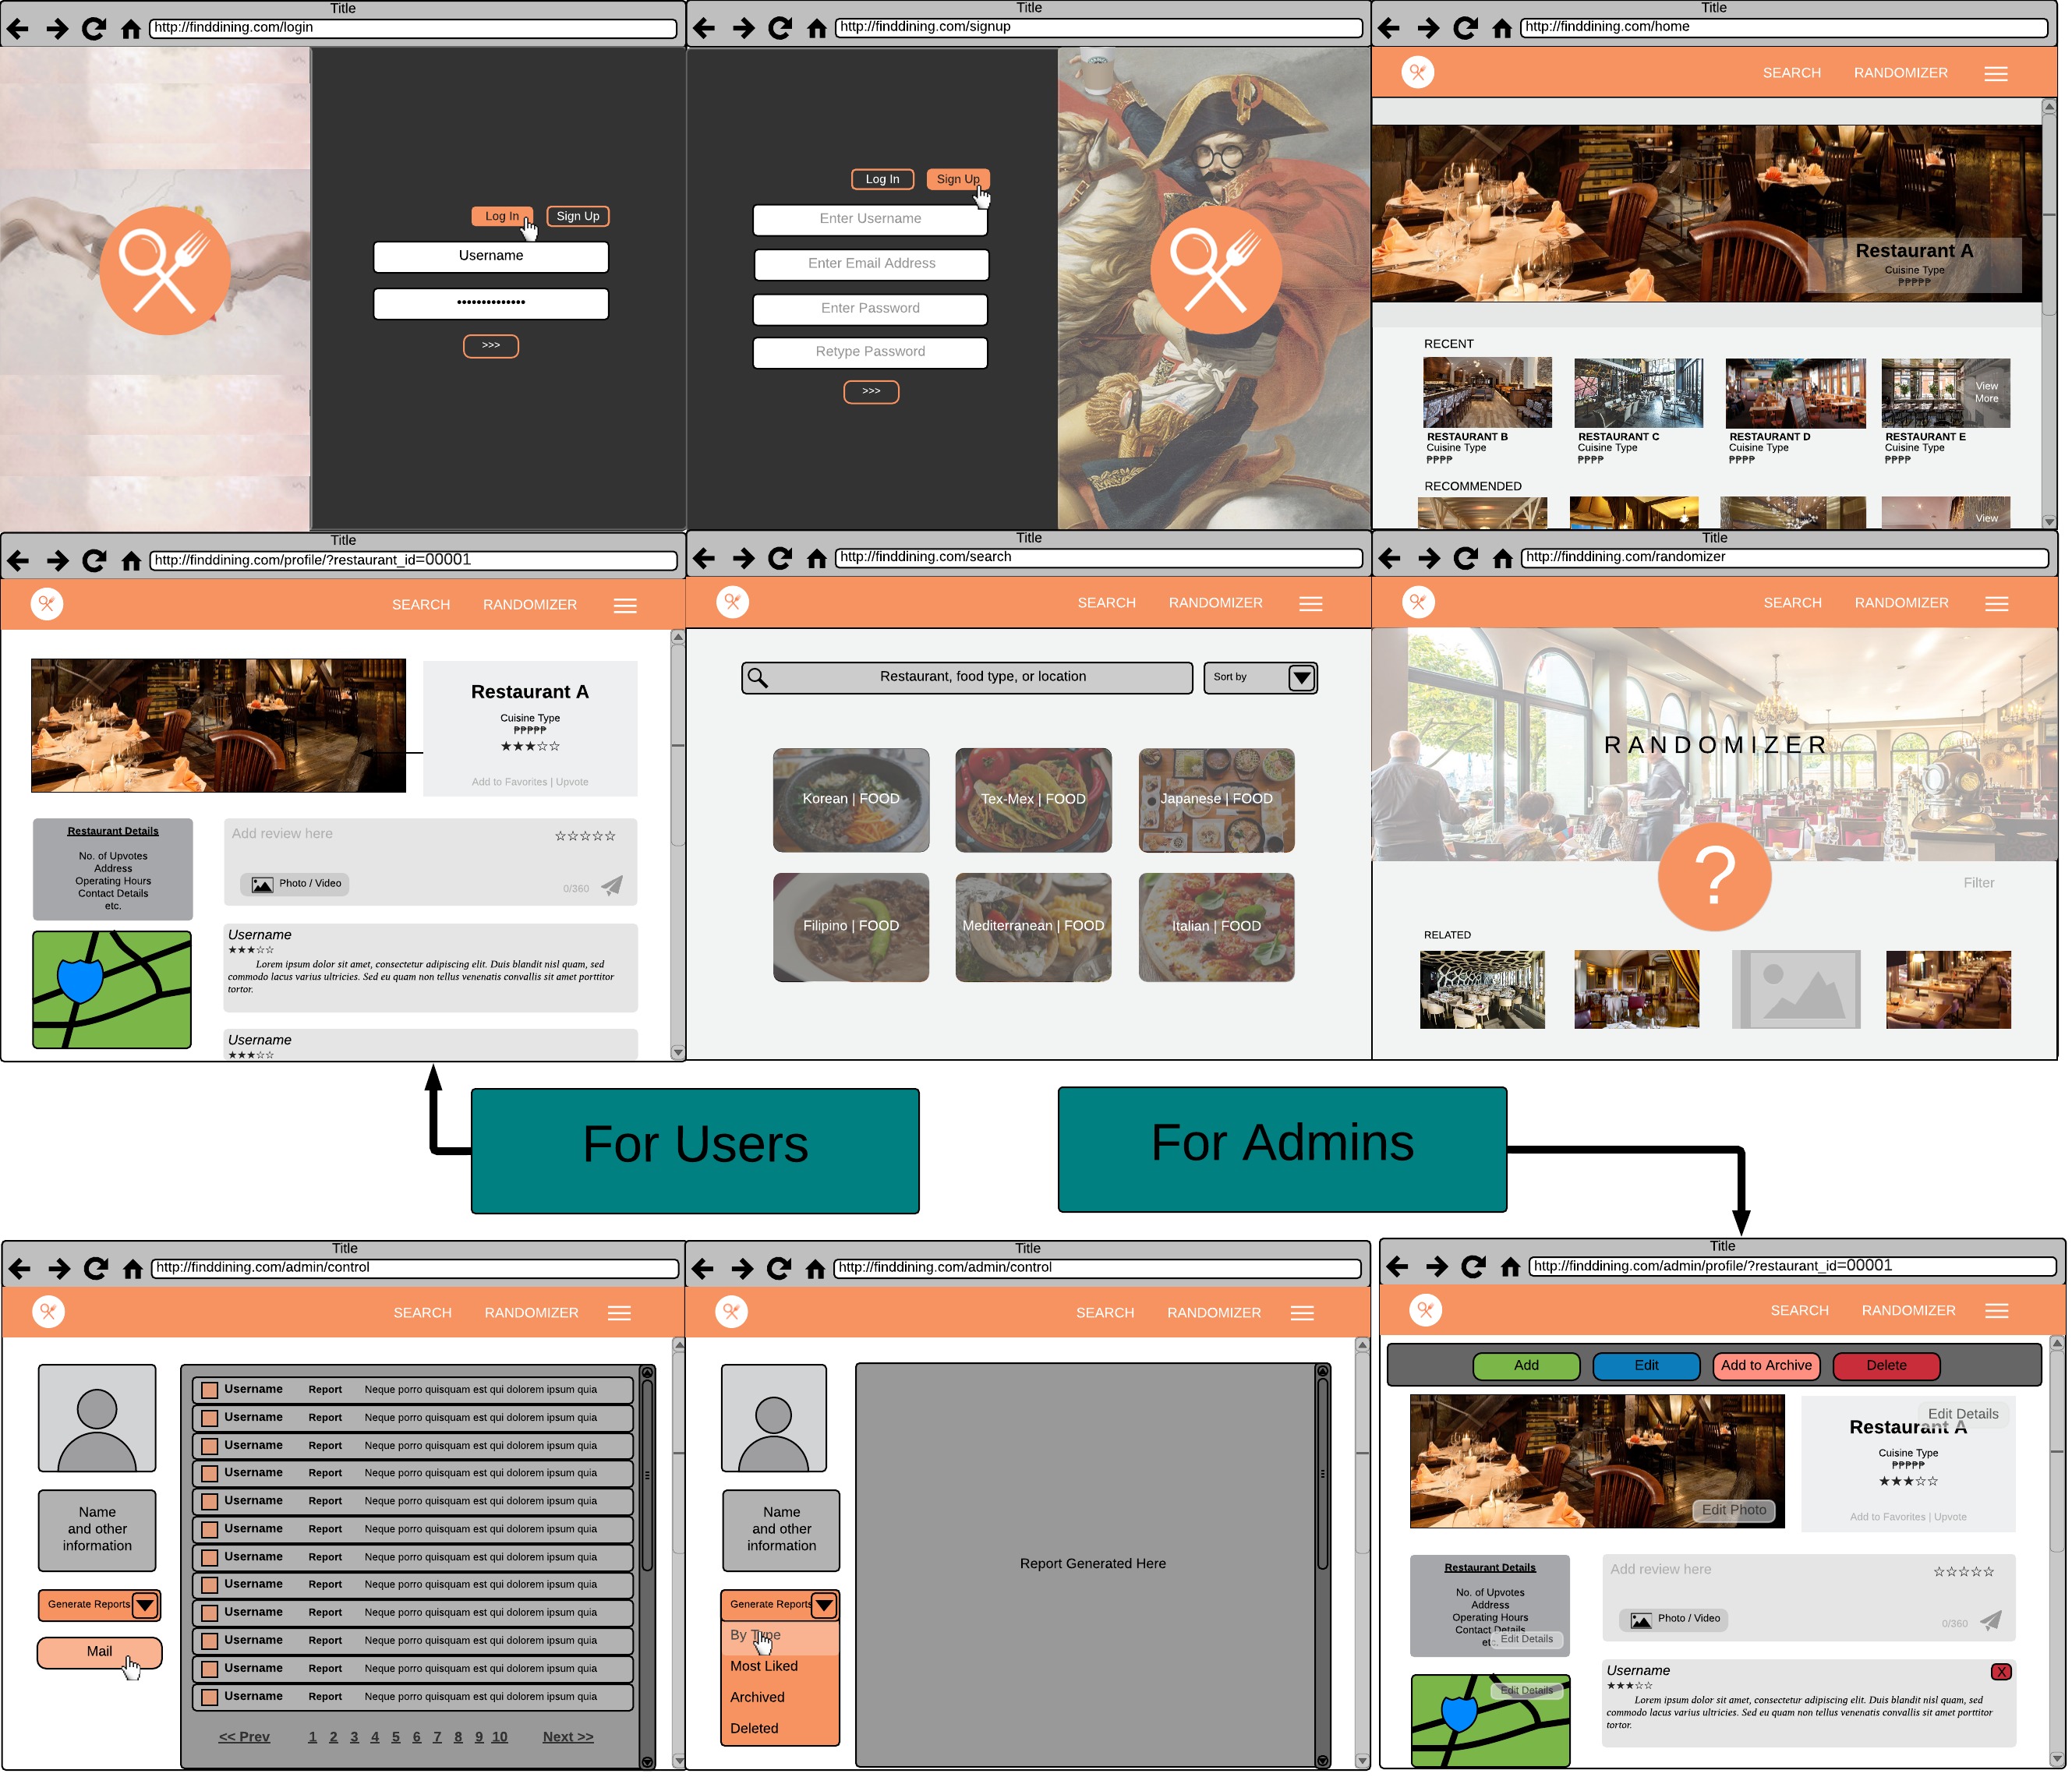 Title
http://finddining.com/login
Log In
Sign Up
Username
••••••••••••••
>>>
Title
http://finddining.com/signup
Log In
Sign Up
Enter Username
Enter Email Address
Enter Password
Retype Password
>>>
Title
http://finddining.com/home
SEARCH RANDOMIZER
Restaurant A
Cuisine Type
₱₱₱₱₱
RECENT
View
More
RESTAURANT B
Cuisine Type
₱₱₱₱
RESTAURANT C
Cuisine Type
₱₱₱₱
RESTAURANT D
Cuisine Type
₱₱₱₱
RESTAURANT E
Cuisine Type
₱₱₱₱
RECOMMENDED
View
Title
http://finddining.com/profile/?restaurant_id=00001
SEARCH RANDOMIZER
Restaurant A
Cuisine Type
₱₱₱₱₱
★★★☆☆
Add to Favorites | Upvote
Restaurant Details
No. of Upvotes
Address
Operating Hours
Contact Details
etc.
Add review here
☆☆☆☆☆
Photo / Video
0/360
Username
★★★☆☆
Lorem ipsum dolor sit amet, consectetur adipiscing elit. Duis blandit nisl quam, sed
commodo lacus varius ultricies. Sed eu quam non tellus venenatis convallis sit amet porttitor
tortor.
Username
★★★☆☆
Title
http://finddining.com/search
SEARCH RANDOMIZER
Restaurant, food type, or location
Sort by
Korean | FOOD
Tex-Mex | FOOD
Japanese | FOOD
Filipino | FOOD
Mediterranean | FOOD
Italian | FOOD
Title
http://finddining.com/randomizer
SEARCH RANDOMIZER
RANDOMIZER
?
Filter
RELATED
For Users
For Admins
Title
http://finddining.com/admin/control
SEARCH RANDOMIZER
Name
and other
information
Generate Reports
Mail
Username Report Neque porro quisquam est qui dolorem ipsum quia
Username Report Neque porro quisquam est qui dolorem ipsum quia
Username Report Neque porro quisquam est qui dolorem ipsum quia
Username Report Neque porro quisquam est qui dolorem ipsum quia
Username Report Neque porro quisquam est qui dolorem ipsum quia
Username Report Neque porro quisquam est qui dolorem ipsum quia
Username Report Neque porro quisquam est qui dolorem ipsum quia
Username Report Neque porro quisquam est qui dolorem ipsum quia
Username Report Neque porro quisquam est qui dolorem ipsum quia
Username Report Neque porro quisquam est qui dolorem ipsum quia
Username Report Neque porro quisquam est qui dolorem ipsum quia
Username Report Neque porro quisquam est qui dolorem ipsum quia
<< Prev 1 2 3 4 5 6 7 8 9 10 Next >>
Title
http://finddining.com/admin/control
SEARCH RANDOMIZER
Name
and other
information
Generate Reports
By Type
Most Liked
Archived
Deleted
Report Generated Here
Title
http://finddining.com/admin/profile/?restaurant_id=00001
SEARCH RANDOMIZER
Add
Edit
Add to Archive
Delete
Edit Photo
Edit Details
Restaurant A
Cuisine Type
₱₱₱₱₱
★★★☆☆
Add to Favorites | Upvote
Restaurant Details
No. of Upvotes
Address
Operating Hours
Contact Details
etc.
Edit Details
Edit Details
Add review here
☆☆☆☆☆
Photo / Video
0/360
Username
X
★★★☆☆
Lorem ipsum dolor sit amet, consectetur adipiscing elit. Duis blandit nisl quam, sed
commodo lacus varius ultricies. Sed eu quam non tellus venenatis convallis sit amet porttitor
tortor.